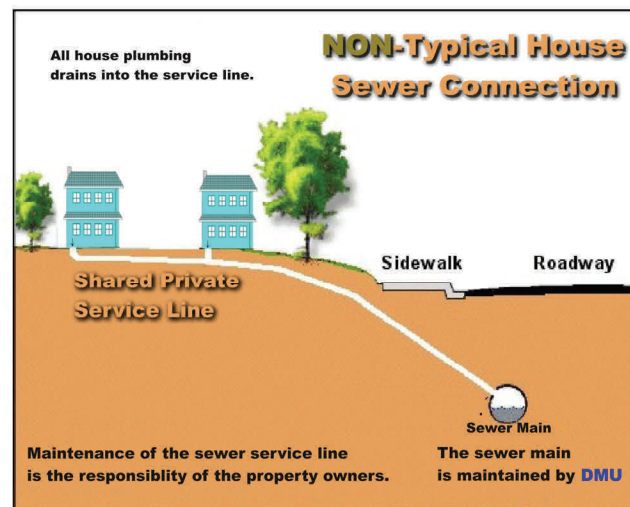 All house plumbing
drains into the service line.
NON-Typical House
Sewer Connection
Sidewalk
Roadway
Shared Private
Service Line
Sewer Main
Maintenance of the sewer service line
is the responsiblity of the property owners.
The sewer main
is maintained by DMU